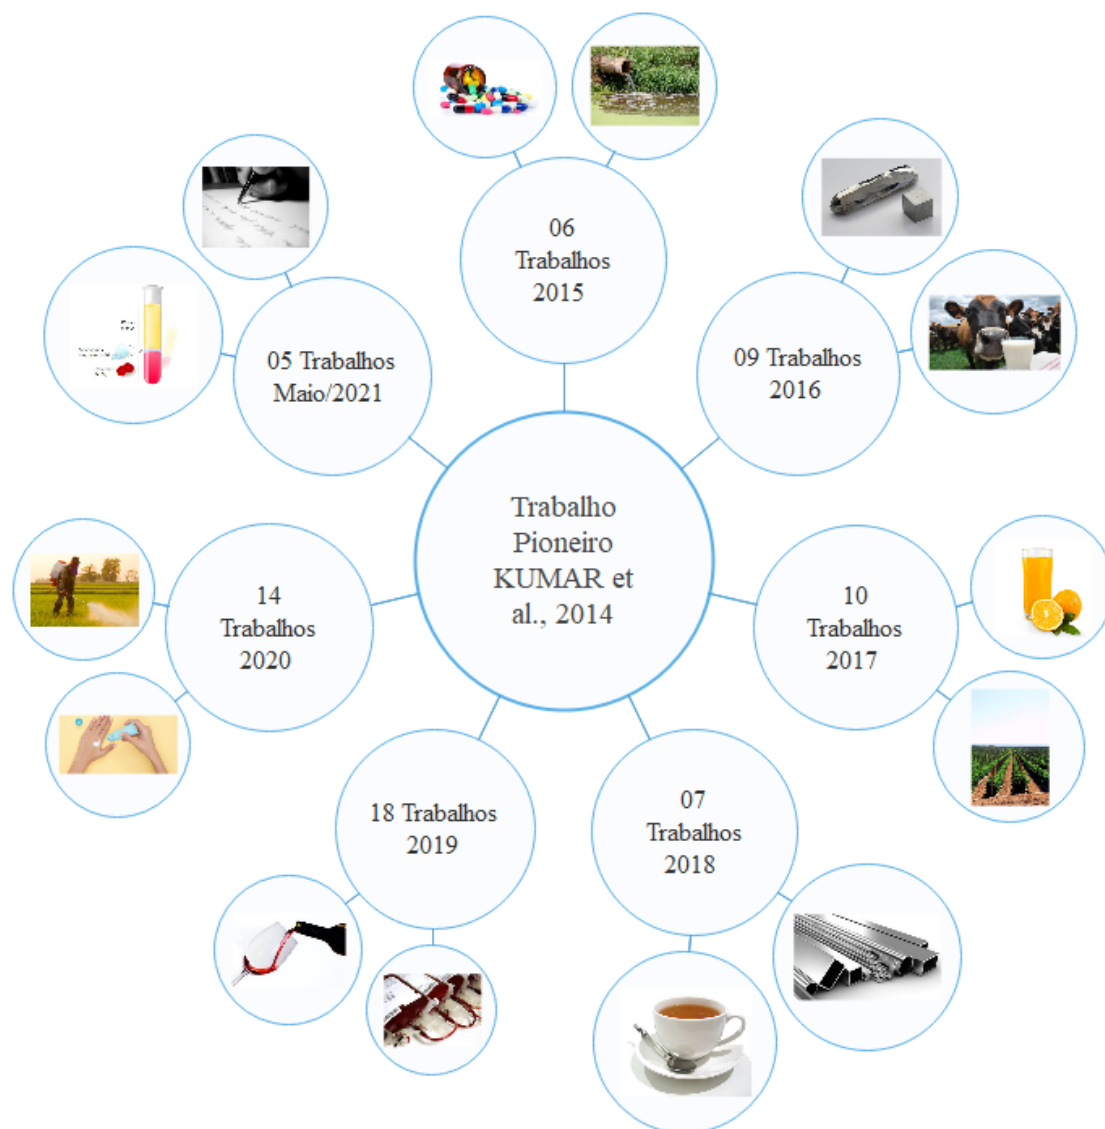 06
Trabalhos
2015
09 Trabalhos
2016
05 Trabalhos
Maio/2021
Trabalho
Pioneiro
KUMAR et
al., 2014
14
Trabalhos
2020
10
Trabalhos
2017
18 Trabalhos
2019
07
Trabalhos
2018